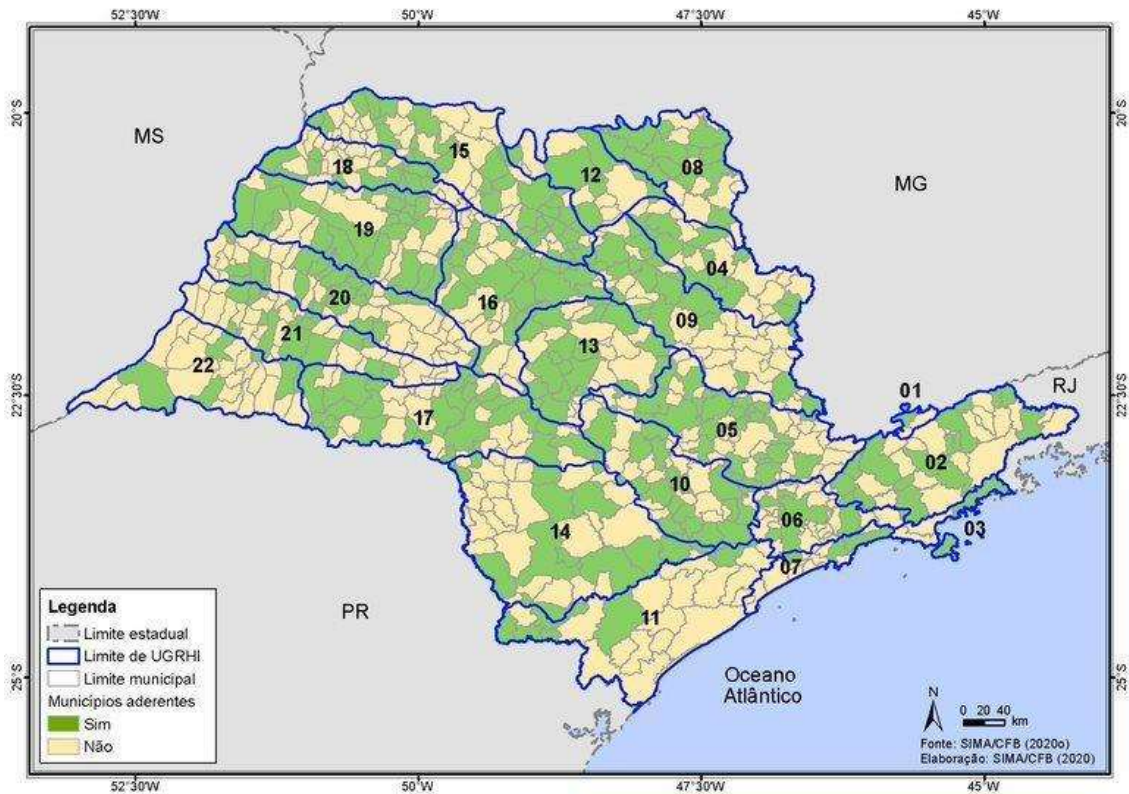 52°30'W
50°W
47°30'W
45°W
20°S
20°S
MS
MG
15
18
12
08
19
04
20
16
09
21
13
22
01
RJ
22°30'S
22°30'S
17
05
02
10
06
03
14
07
11
PR
Oceano
Atlântico
25°S
25°S
Legenda
Limite estadual
Limite de UGRHI
Limite municipal
Municípios aderentes
Sim
Não
N
0 20 40
km
Fonte: SIMA/CFB (2020o)
Elaboração: SIMA/CFB (2020)
52°30'W
50°W
47°30'W
45°W